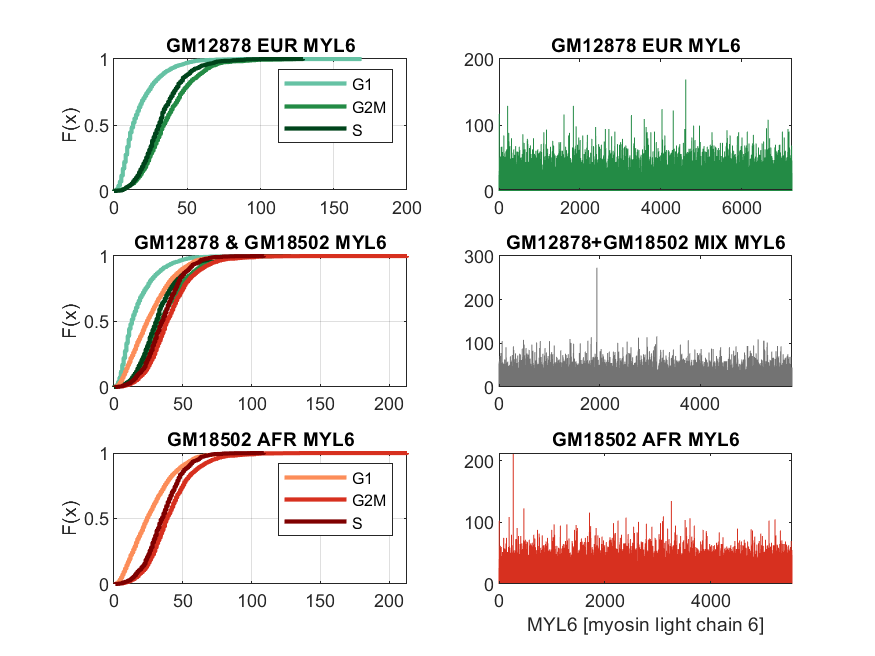 GM12878 EUR MYL6
1
0.5
0
F(x)
0 50 100 150 200
G1
G2M
S
GM12878 EUR MYL6
200
100
0
0 2000 4000 6000
GM12878 & GM18502 MYL6
1
0.5
0
F(x)
0 50 100 150 200
GM12878+GM18502 MIX MYL6
300
200
100
0
0 2000 4000
GM18502 AFR MYL6
1
0.5
0
F(x)
0 50 100 150 200
G1
G2M
S
GM18502 AFR MYL6
200
100
0
0 2000 4000
MYL6 [myosin light chain 6]